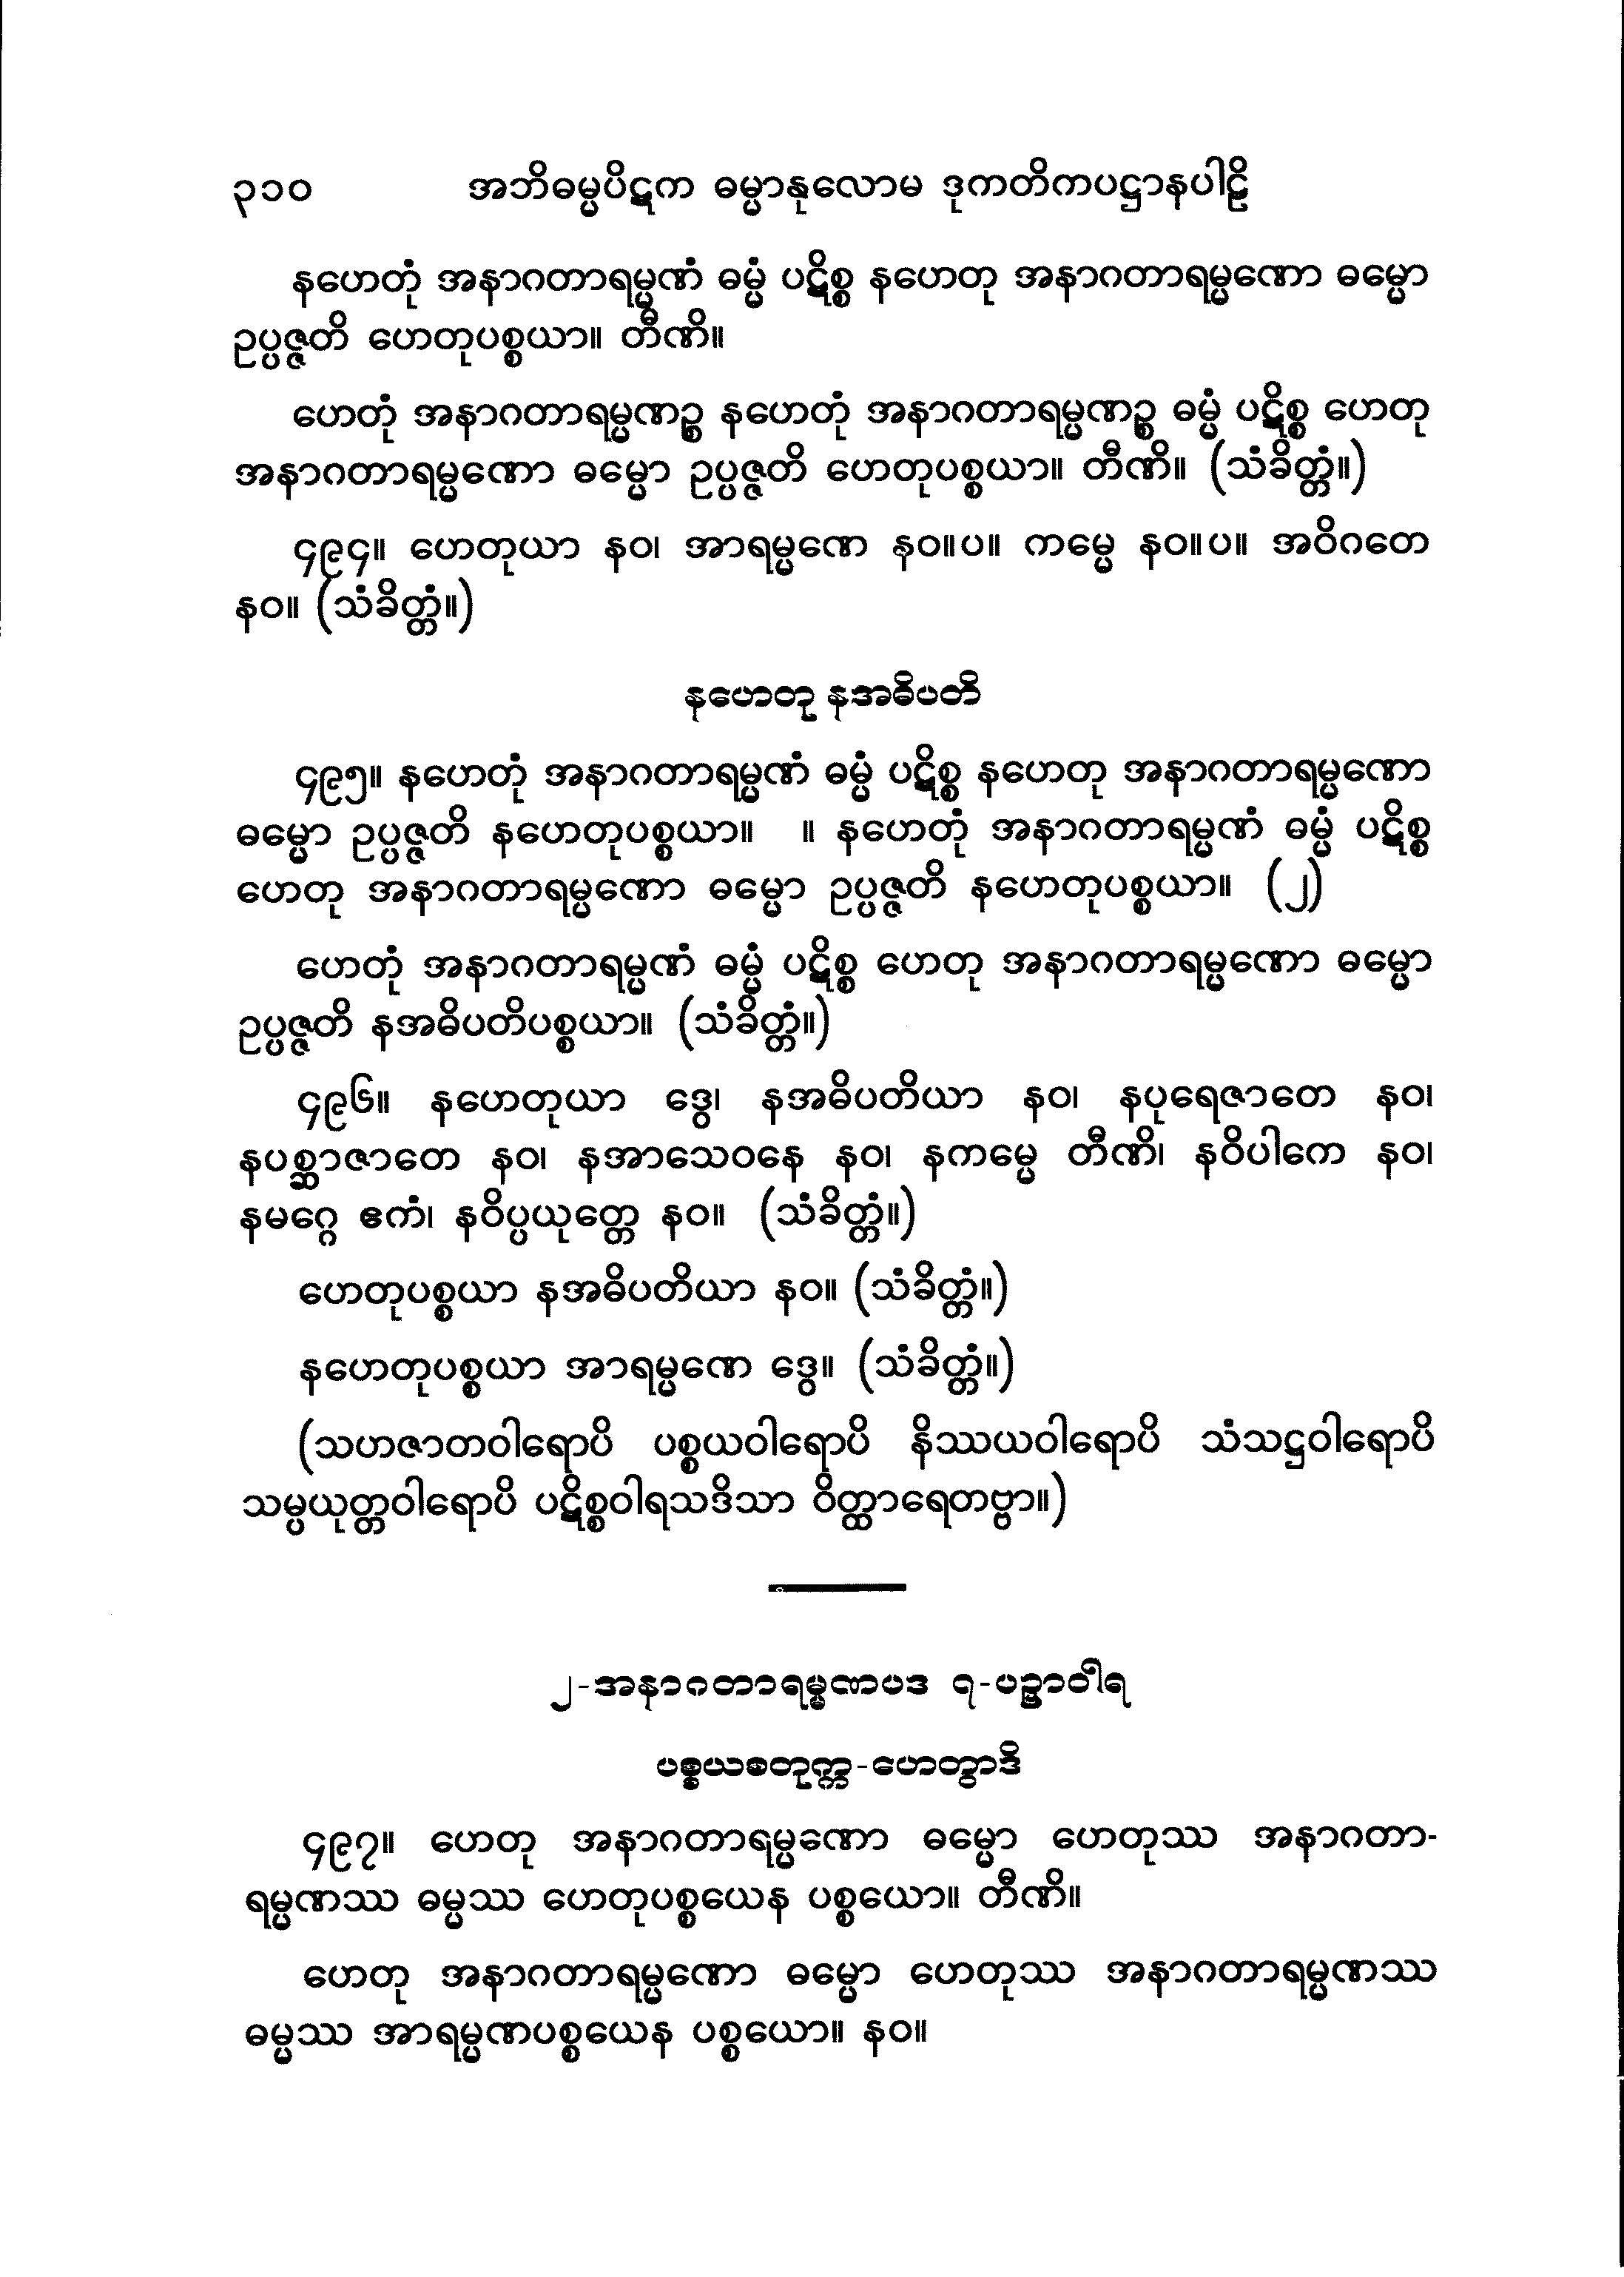 ၃၁၀ အဘိဓမ္မပိဋက ဓမ္မာနုလောမ ဒုကတိကပဋ္ဌာနပါဠိ
နဟေတုံ အနာဂတာရမ္မဏံ ဓမ္မံ ပဋိစ္စ နဟေတု အနာဂတာရမ္မဏော ဓမ္မော
ဥပ္ပဇ္ဇတိ ဟေတုပစ္စယာ။ တီဏိ။
ဟေတုံ အနာဂတာရမ္မဏဉ္စ နဟေတုံ အနာဂတာရမ္မဏဉ္စ ဓမ္မံ ပဋိစ္စ ဟေတု
အနာဂတာရမ္မဏော ဓမ္မော ဥပ္ပဇ္ဇတိ ဟေတုပစ္စယာ။ တီဏိ။ (သံခိတ္တံ။)
၄၉၄။ ဟေတုယာ နဝ၊ အာရမ္မဏေ နဝ။ပ။ ကမ္မေ နဝ။ပ။ အဝိဂတေ
နဝ။ (သံခိတ္တံ။)
နဟေတု နအဓိပတိ
၄၉၅။ နဟေတုံ အနာဂတာရမ္မဏံ ဓမ္မံ ပဋိစ္စ နဟေတု အနာဂတာရမ္မဏော
ဓမ္မော ဥပ္ပဇ္ဇတိ နဟေတုပစ္စယာ။ ။ နဟေတုံ အနာဂတာရမ္မဏံ ဓမ္မံ ပဋိစ္စ
ဟေတု အနာဂတာရမ္မဏော ဓမ္မော ဥပ္ပဇ္ဇတိ နဟေတုပစ္စယာ။ (၂)
ဟေတုံ အနာဂတာရမ္မဏံ ဓမ္မံ ပဋိစ္စ ဟေတု အနာဂတာရမ္မဏော ဓမ္မော
ဥပ္ပဇ္ဇတိ နအဓိပတိပစ္စယာ။ (သံခိတ္တံ။)
၄၉၆။ နဟေတုယာ ဒွေ၊ နအဓိပတိယာ နဝ၊ နပုရေဇာတေ နဝ၊
နပစ္ဆာဇာတေ နဝ၊ နအာသေဝနေ နဝ၊ နကမ္မေ တီဏိ၊ နဝိပါကေ နဝ၊
နမဂ္ဂေ ဧကံ၊ နဝိပ္ပယုတ္တေ နဝ။ (သံခိတ္တံ။)
ဟေတုပစ္စယာ နအဓိပတိယာ နဝ။ (သံခိတ္တံ။)
နဟေတုပစ္စယာ အာရမ္မဏေ ဒွေ။ (သံခိတ္တံ။)
(သဟဇာတဝါရောပိ ပစ္စယဝါရောပိ နိဿယဝါရောပိ သံသဋ္ဌဝါရောပိ
သမ္ပယုတ္တဝါရောပိ ပဋိစ္စဝါရသဒိသာ ဝိတ္ထာရေတဗ္ဗာ။)
၂-အနာဂတာရမ္မဏပဒ ၇-ပဉှာဝါရ
ပစ္စယစတုက္က-ဟေတွာဒိ
၄၉၇။ ဟေတု အနာဂတာရမ္မဏော ဓမ္မော ဟေတုဿ အနာဂတာ-
ရမ္မဏဿ ဓမ္မဿ ဟေတုပစ္စယေန ပစ္စယော။ တီဏိ။
ဟေတု အနာဂတာရမ္မဏော ဓမ္မော ဟေတုဿ အနာဂတာရမ္မဏဿ
ဓမ္မဿ အာရမ္မဏပစ္စယေန ပစ္စယော။ နဝ။